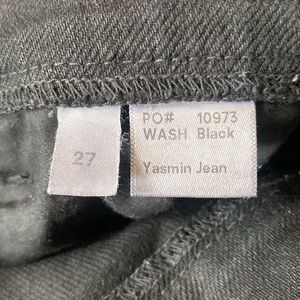 27
PO# 10973
WASH Black
Yasmin Jean